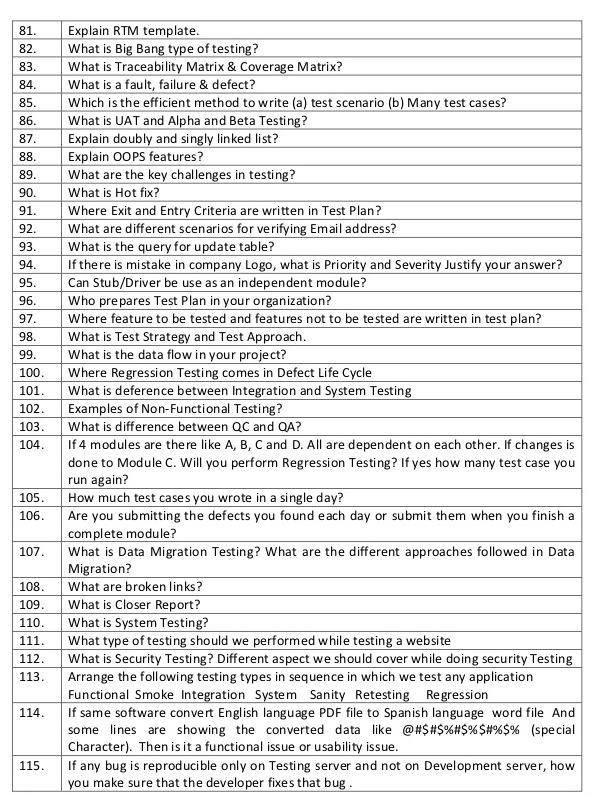 81. Explain RTM template.
82. What is Big Bang type of testing?
83. What is Traceability Matrix & Coverage Matrix?
84. What is a fault, failure & defect?
85. Which is the efficient method to write (a) test scenario (b) Many test cases?
86. What is UAT and Alpha and Beta Testing?
87. Explain doubly and singly linked list?
88. Explain OOPS features?
89. What are the key challenges in testing?
90. What is Hot fix?
91. Where Exit and Entry Criteria are written in Test Plan?
92. What are different scenarios for verifying Email address?
93. What is the query for update table?
94. If there is mistake in company Logo, what is Priority and Severity Justify your answer?
95. Can Stub/Driver be use as an independent module?
96. Who prepares Test Plan in your organization?
97. Where feature to be tested and features not to be tested are written in test plan?
98. What is Test Strategy and Test Approach.
99. What is the data flow in your project?
100. Where Regression Testing comes in Defect Life Cycle
101. What is deference between Integration and System Testing
102. Examples of Non-Functional Testing?
103. What is difference between QC and QA?
104. If 4 modules are there like A, B, C and D. All are dependent on each other. If changes is
done to Module C. Will you perform Regression Testing? If yes how many test case you
run again?
105. How much test cases you wrote in a single day?
106. Are you submitting the defects you found each day or submit them when you finish a
complete module?
107. What is Data Migration Testing? What are the different approaches followed in Data
Migration?
108. What are broken links?
109. What is Closer Report?
110. What is System Testing?
111. What type of testing should we performed while testing a website
112. What is Security Testing? Different aspect we should cover while doing security Testing
113. Arrange the following testing types in sequence in which we test any application
Functional Smoke Integration System Sanity Retesting Regression
114. If same software convert English language PDF file to Spanish language word file And
some lines are showing the converted data like @#$#$%#$%$#%$% (special
Character). Then is it a functional issue or usability issue.
115. If any bug is reproducible only on Testing server and not on Development server, how
you make sure that the developer fixes that bug .